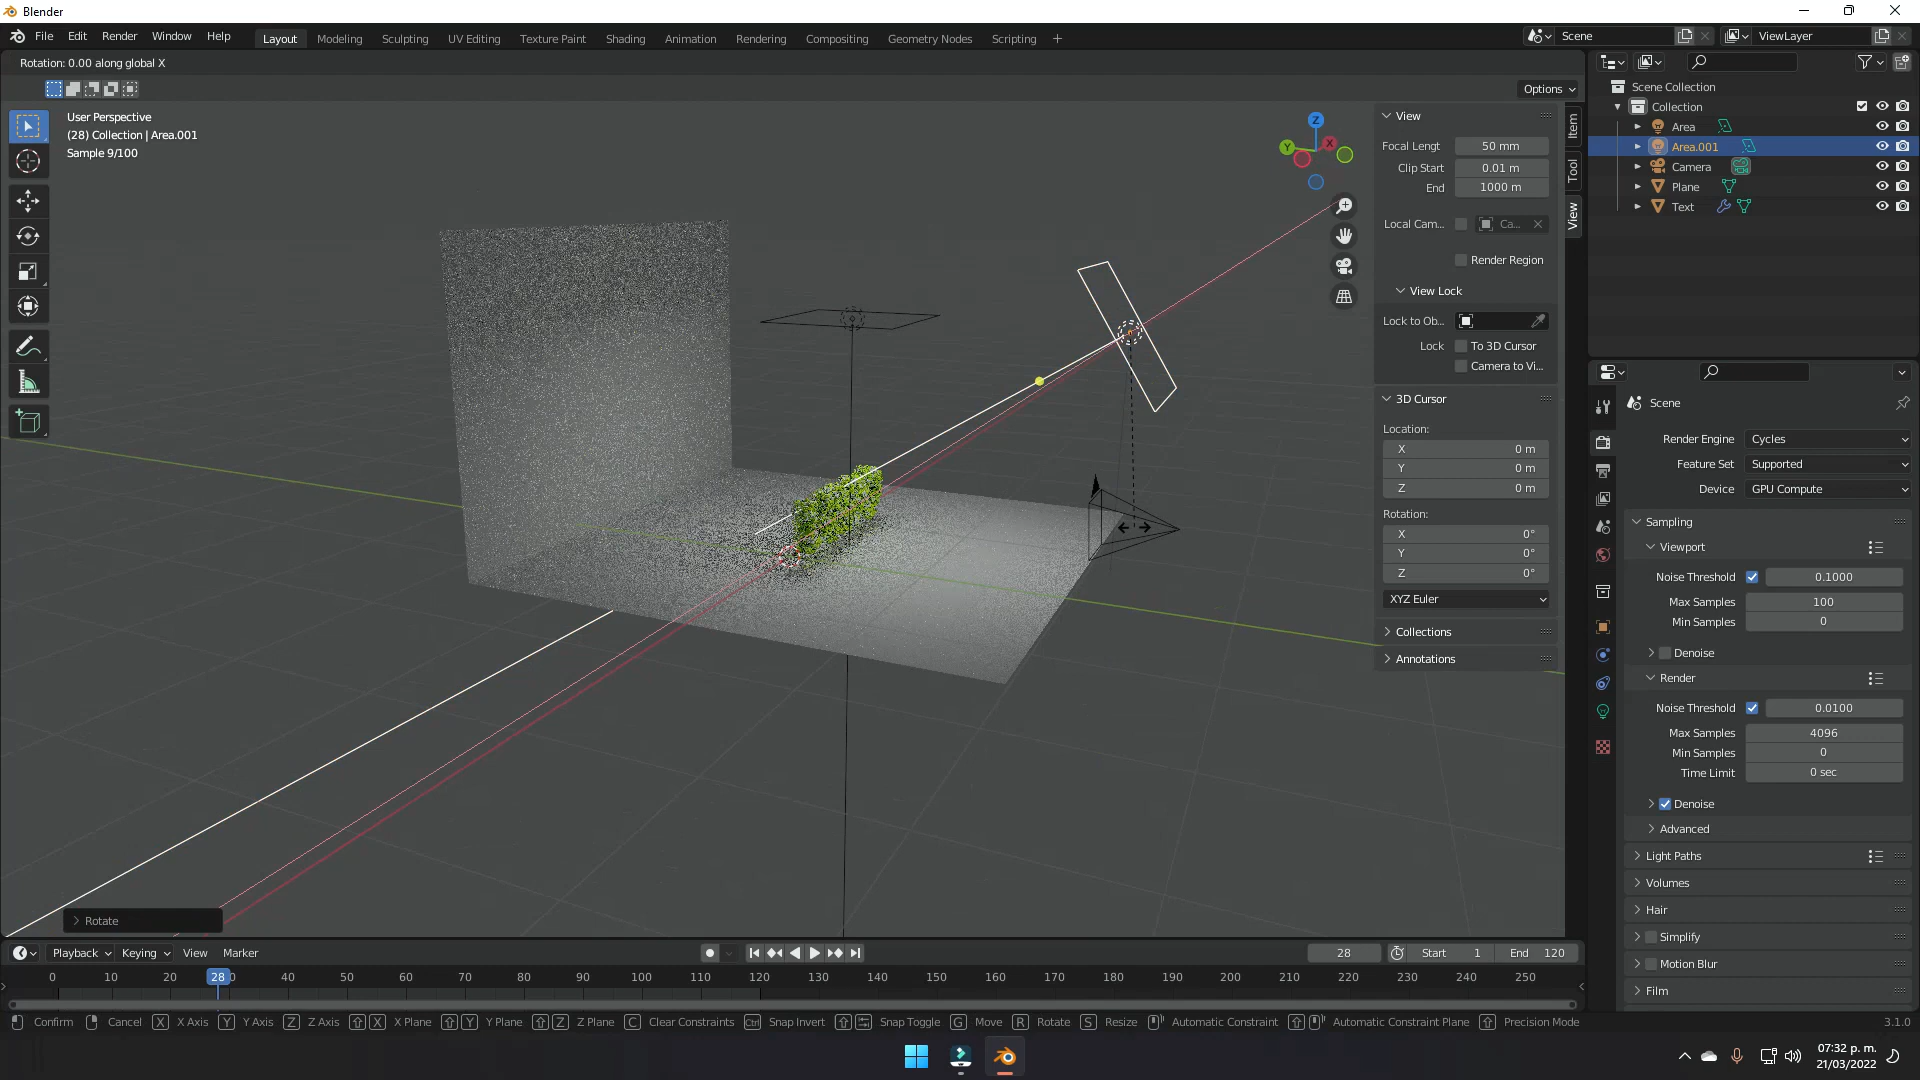 Blender
File Edit Render Window Help
Layout Modeling Sculpting UV Editing Texture Paint Shading Animation Rendering Compositing Geometry Nodes Scripting
Scene
ViewLayer
Rotation: 0.00 along global X
Options
User Perspective
(28) Collection | Area.001
Sample 9/100
Z
Y
X
View
Focal Lengt 50 mm
Clip Start 0.01 m
End 1000 m
Local Cam... Ca...
Render Region
View Lock
Lock to Ob...
Lock To 3D Cursor
Camera to Vi...
3D Cursor
Location:
X 0 m
Y 0 m
Z 0 m
Rotation:
X 0°
Y 0°
Z 0°
XYZ Euler
Collections
Annotations
Item
Tool
View
Scene Collection
Collection
Area
Area.001
Camera
Plane
Text
Scene
Render Engine Cycles
Feature Set Supported
Device GPU Compute
Sampling
Viewport
Noise Threshold 0.1000
Max Samples 100
Min Samples 0
Denoise
Render
Noise Threshold 0.0100
Max Samples 4096
Min Samples 0
Time Limit 0 sec
Denoise
Advanced
Light Paths
Volumes
Hair
Simplify
Motion Blur
Film
Rotate
Playback Keying View Marker
28 Start 1 End 120
0 10 20 28 0 40 50 60 70 80 90 100 110 120 130 140 150 160 170 180 190 200 210 220 230 240 250
Confirm Cancel X X Axis Y Y Axis Z Z Axis X X Plane Y Y Plane Z Z Plane C Clear Constraints Ctrl Snap Invert Snap Toggle G Move R Rotate S Resize Automatic Constraint Automatic Constraint Plane Precision Mode 3.1.0
07:32 p. m.
21/03/2022